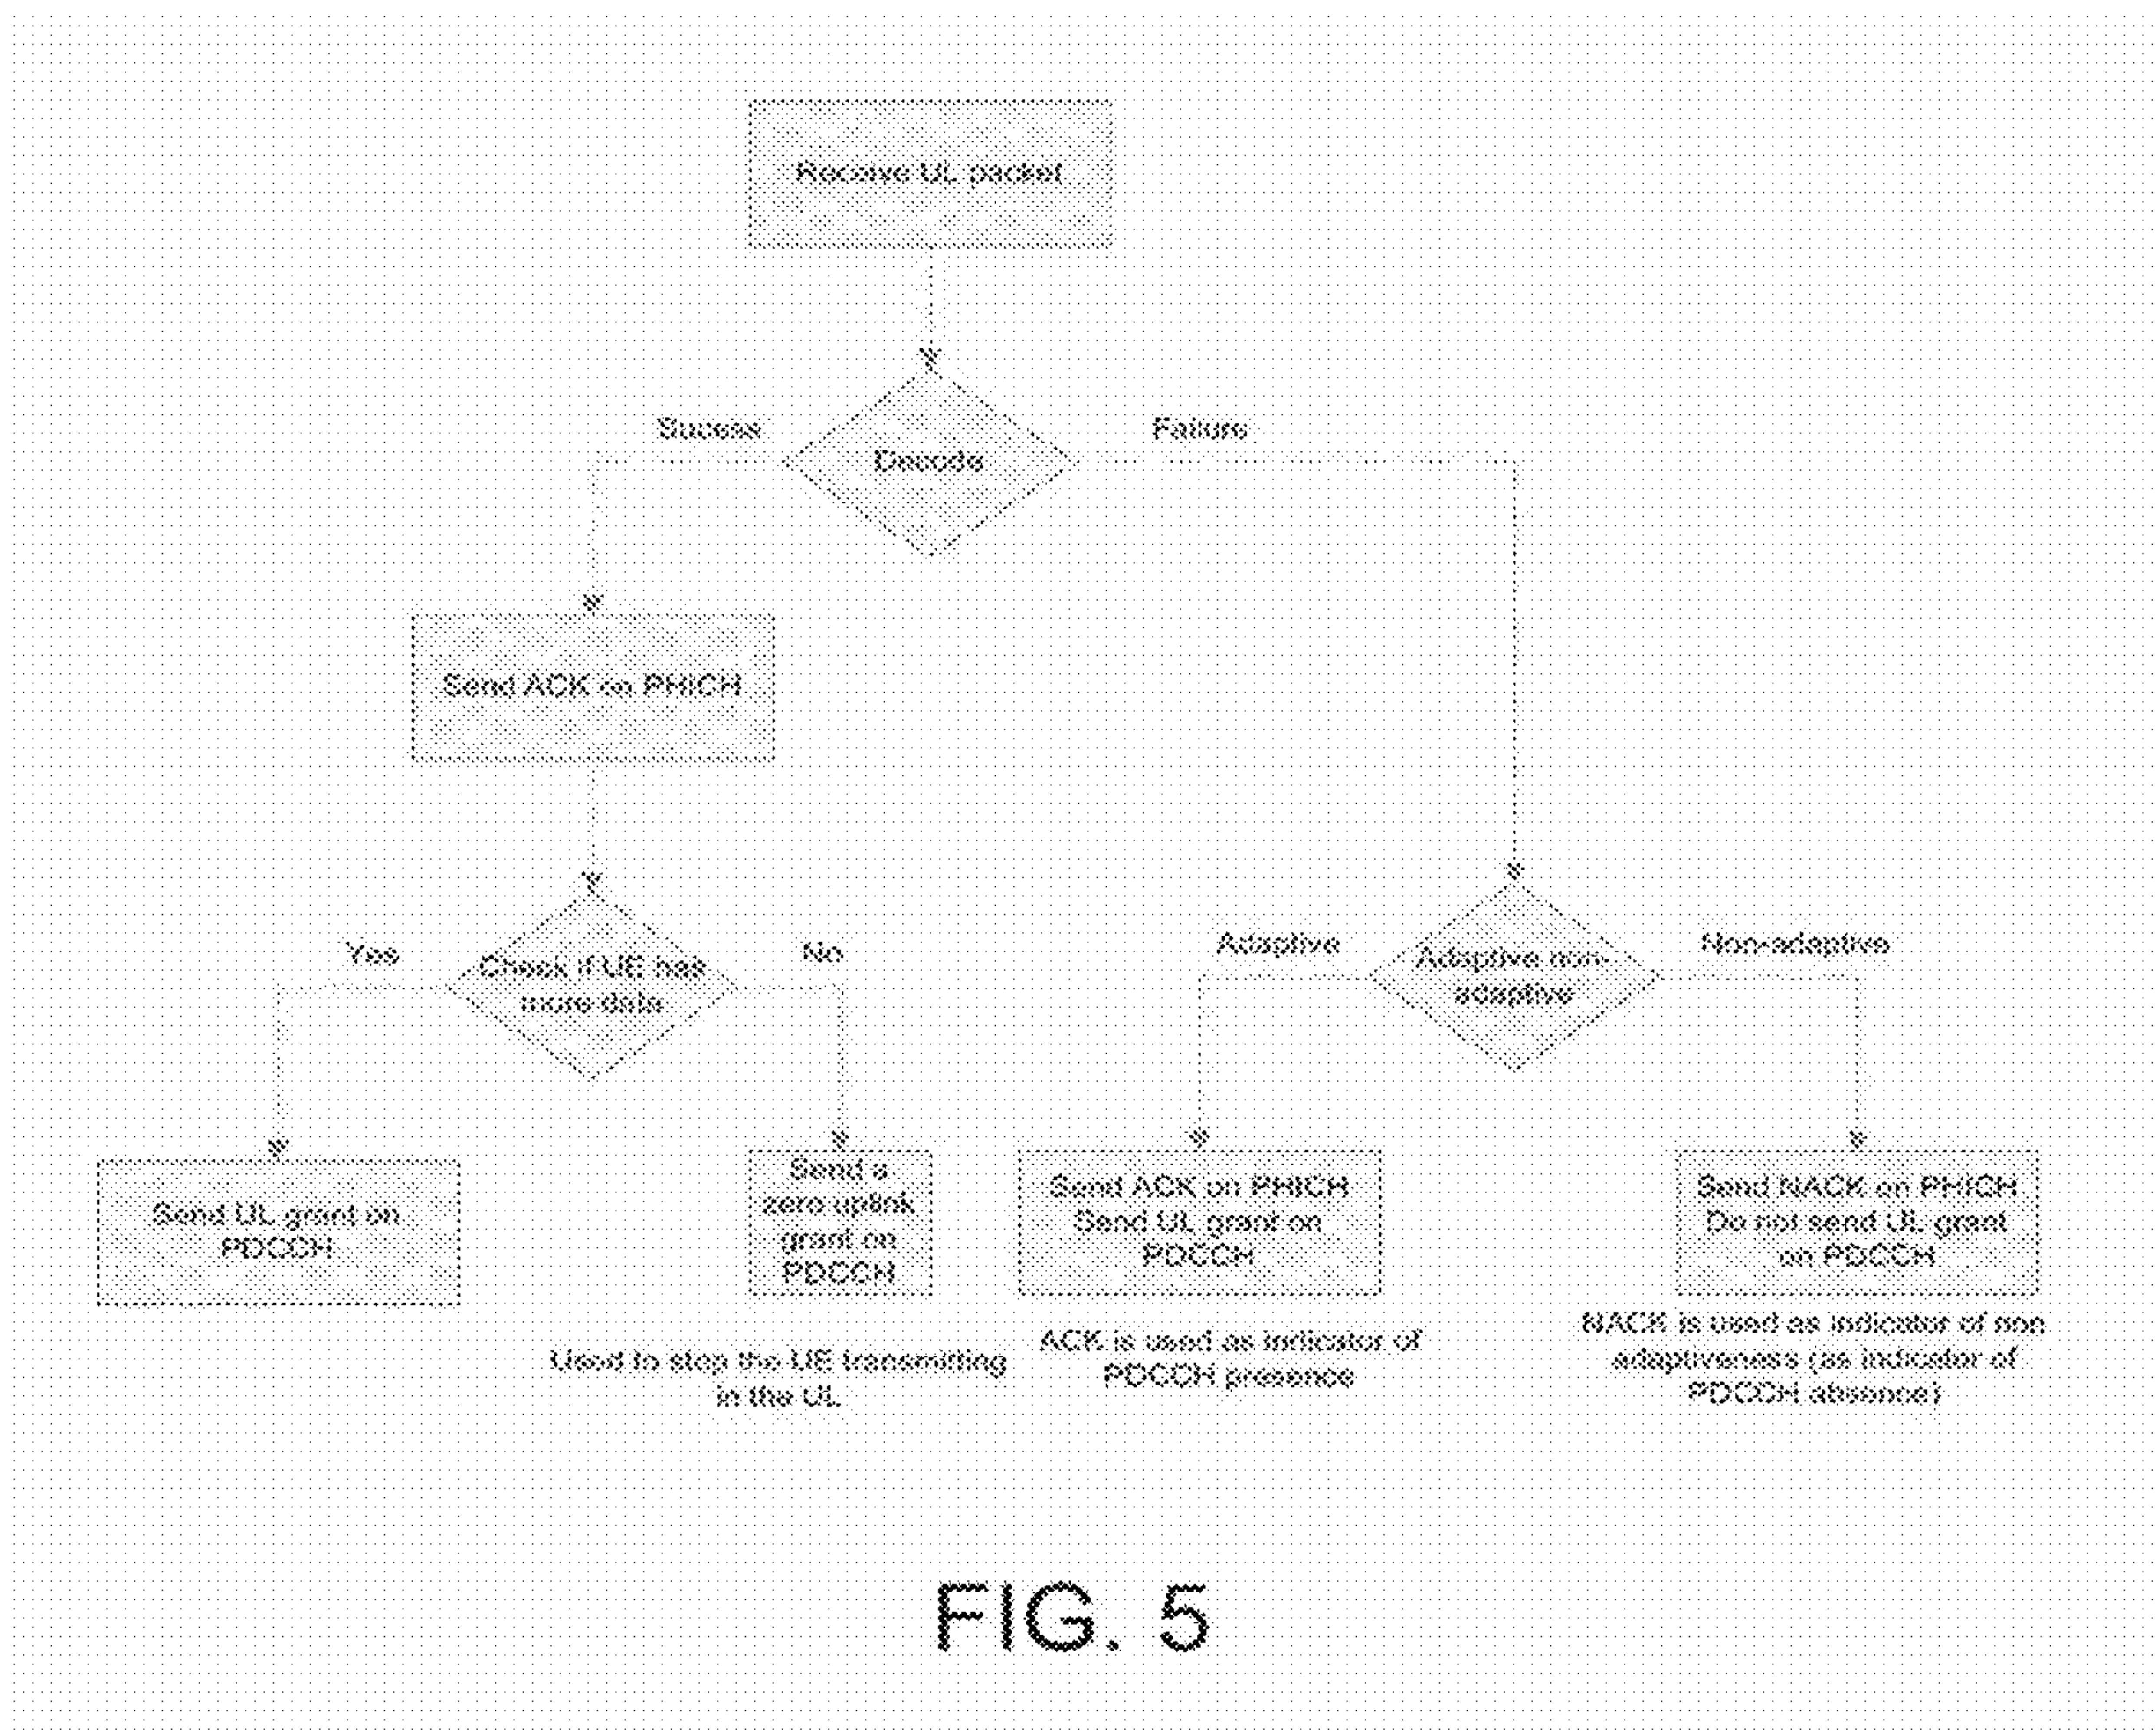 Receive UL packet
Sucess
Decode
Failure
Send ACK on PHICH
Yes
Check if UE has
more data
No
Adaptive
Adaptive non-
adaptive
Non-adaptive
Send UL grant on
PDCCH
Send a
zero uplink
grant on
PDCCH
Send ACK on PHICH
Send UL grant on
PDCCH
Send NACK on PHICH
Do not send UL grant
on PDCCH
Used to stop the UE transmitting
in the UL
ACK is used as indicator of
PDCCH presence
NACK is used as indicator of non
adaptiveness (as indicator of
PDCCH absence)
FIG. 5